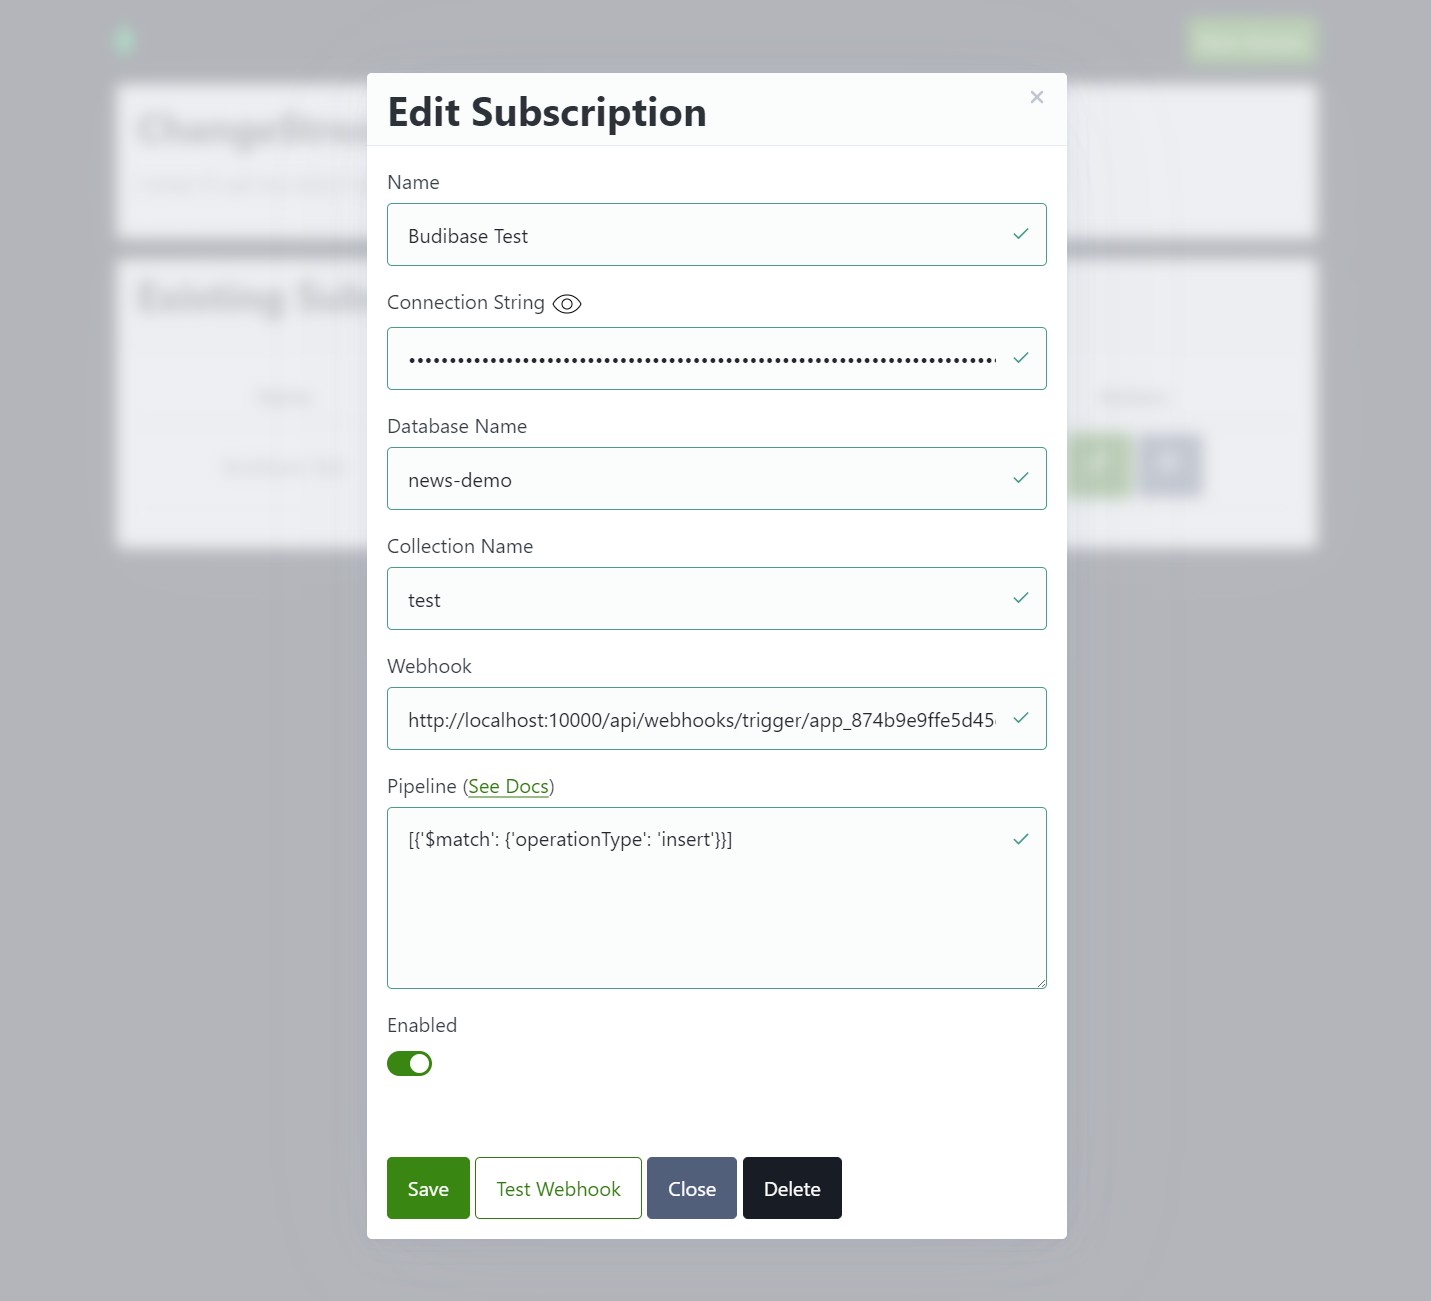 Edit Subscription
Name
Budibase Test
Connection String
••••••••••••••••••••••••••••••••••••••••••••••••••••••••••••••••••••••••••
Database Name
news-demo
Collection Name
test
Webhook
http://localhost:10000/api/webhooks/trigger/app_874b9e9ffe5d45
Pipeline (See Docs)
[{'$match': {'operationType': 'insert'}}]
Enabled
Save Test Webhook Close Delete